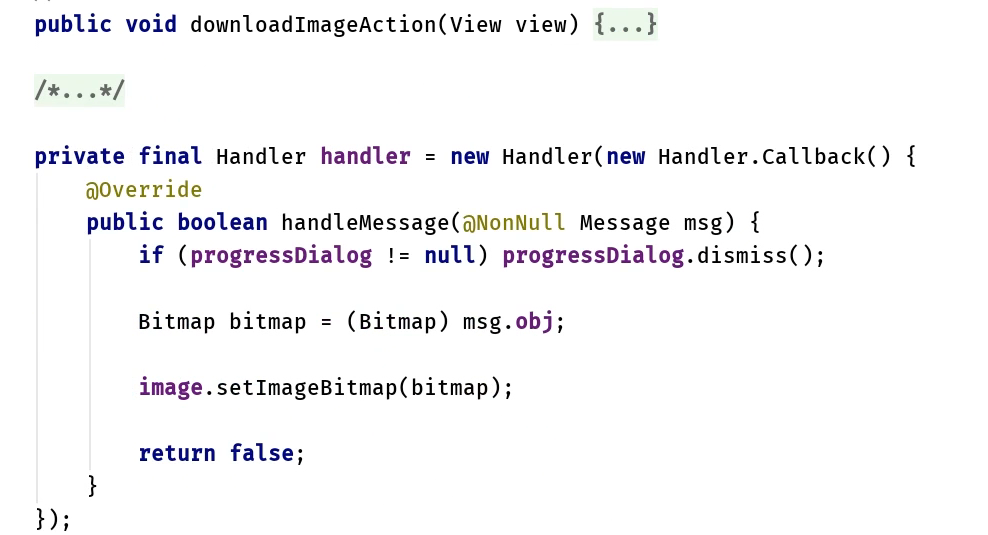 public void downloadImageAction(View view) {...}
/*...*/
private final Handler handler = new Handler(new Handler.Callback() {
@Override
public boolean handleMessage(@NonNull Message msg) {
if (progressDialog != null) progressDialog.dismiss();
Bitmap bitmap = (Bitmap) msg.obj;
image.setImageBitmap(bitmap);
return false;
}
});